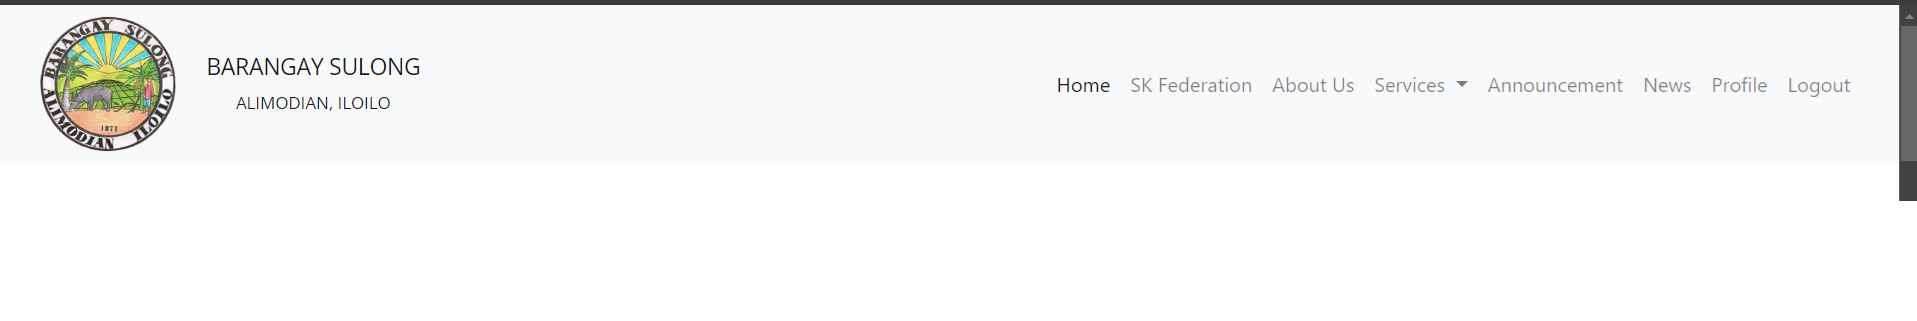 BARANGAY SULONG
ALIMODIAN ILOILO
1871
BARANGAY SULONG
ALIMODIAN, ILOILO
Home SK Federation About Us Services Announcement News Profile Logout